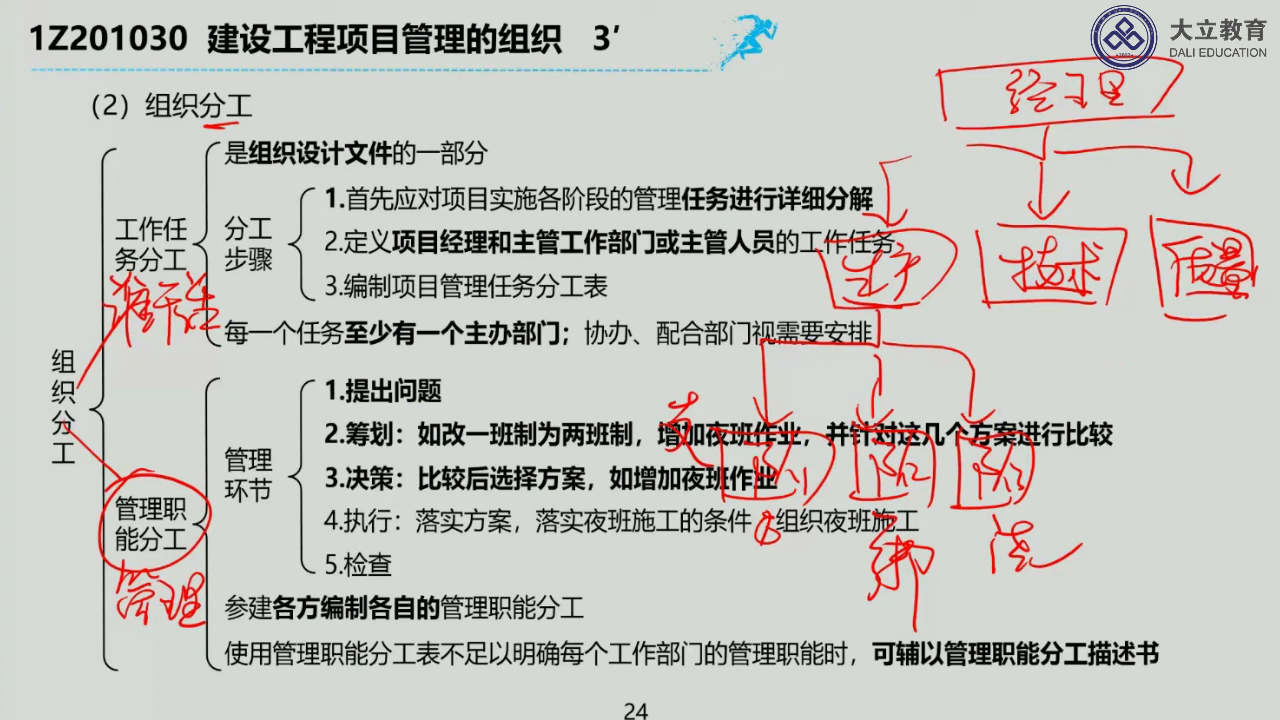 1Z201030 建设工程项目管理的组织 3′
大立教育
DALI EDUCATION
（2）组织分工
经理
是组织设计文件的一部分
1.首先应对项目实施各阶段的管理任务进行详细分解
工作任
务分工
分工
步骤
2.定义项目经理和主管工作部门或主管人员的工作任务
生产
技术
质量
3.编制项目管理任务分工表
谁干活
每一个任务至少有一个主办部门；协办、配合部门视需要安排
组
织
分
工
1.提出问题
2.筹划：如改一班制为两班制，增加夜班作业，并针对这几个方案进行比较
管理
环节
3.决策：比较后选择方案，如增加夜班作业
管理职
能分工
4.执行：落实方案，落实夜班施工的条件，组织夜班施工
5.检查
管理
绑
参建各方编制各自的管理职能分工
使用管理职能分工表不足以明确每个工作部门的管理职能时，可辅以管理职能分工描述书
24